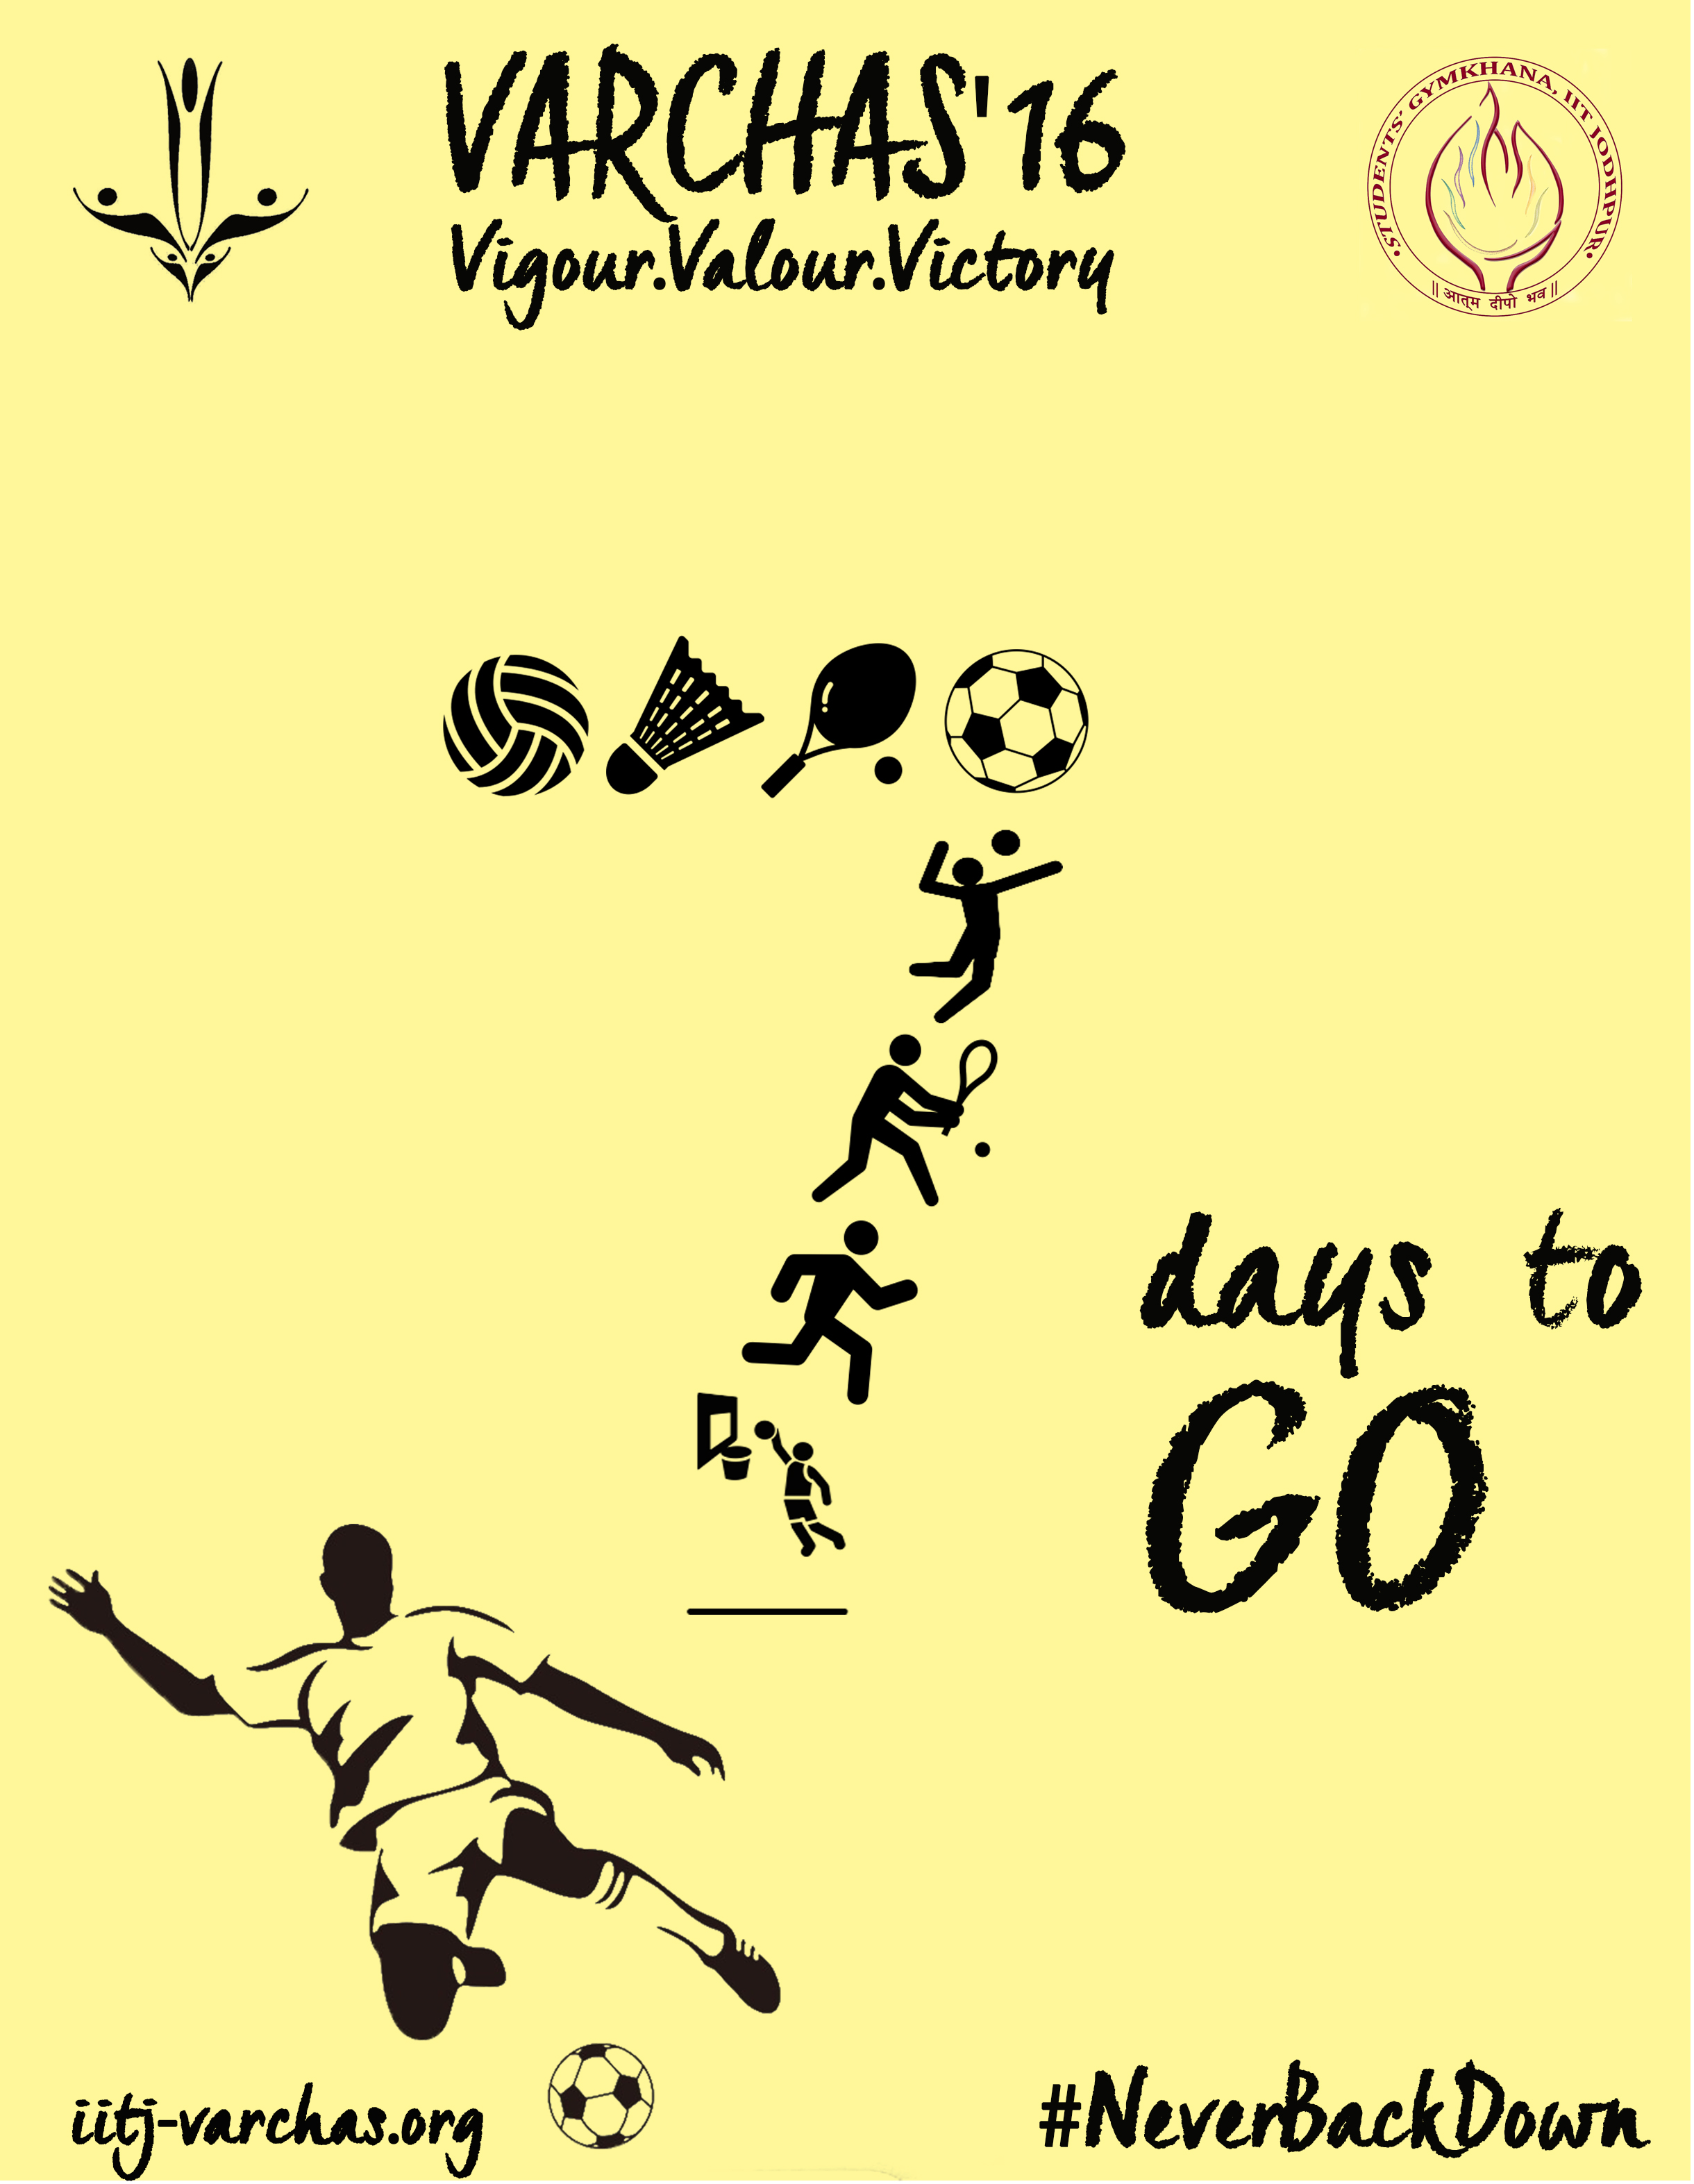 VARCHAS'16
Vigour.Valour.Victory
•STUDENTS' GYMKHANA, IIT JODHPUR•
|| आत्म दीपो भव ||
days to
GO
iitj-varchas.org
#NeverBackDown